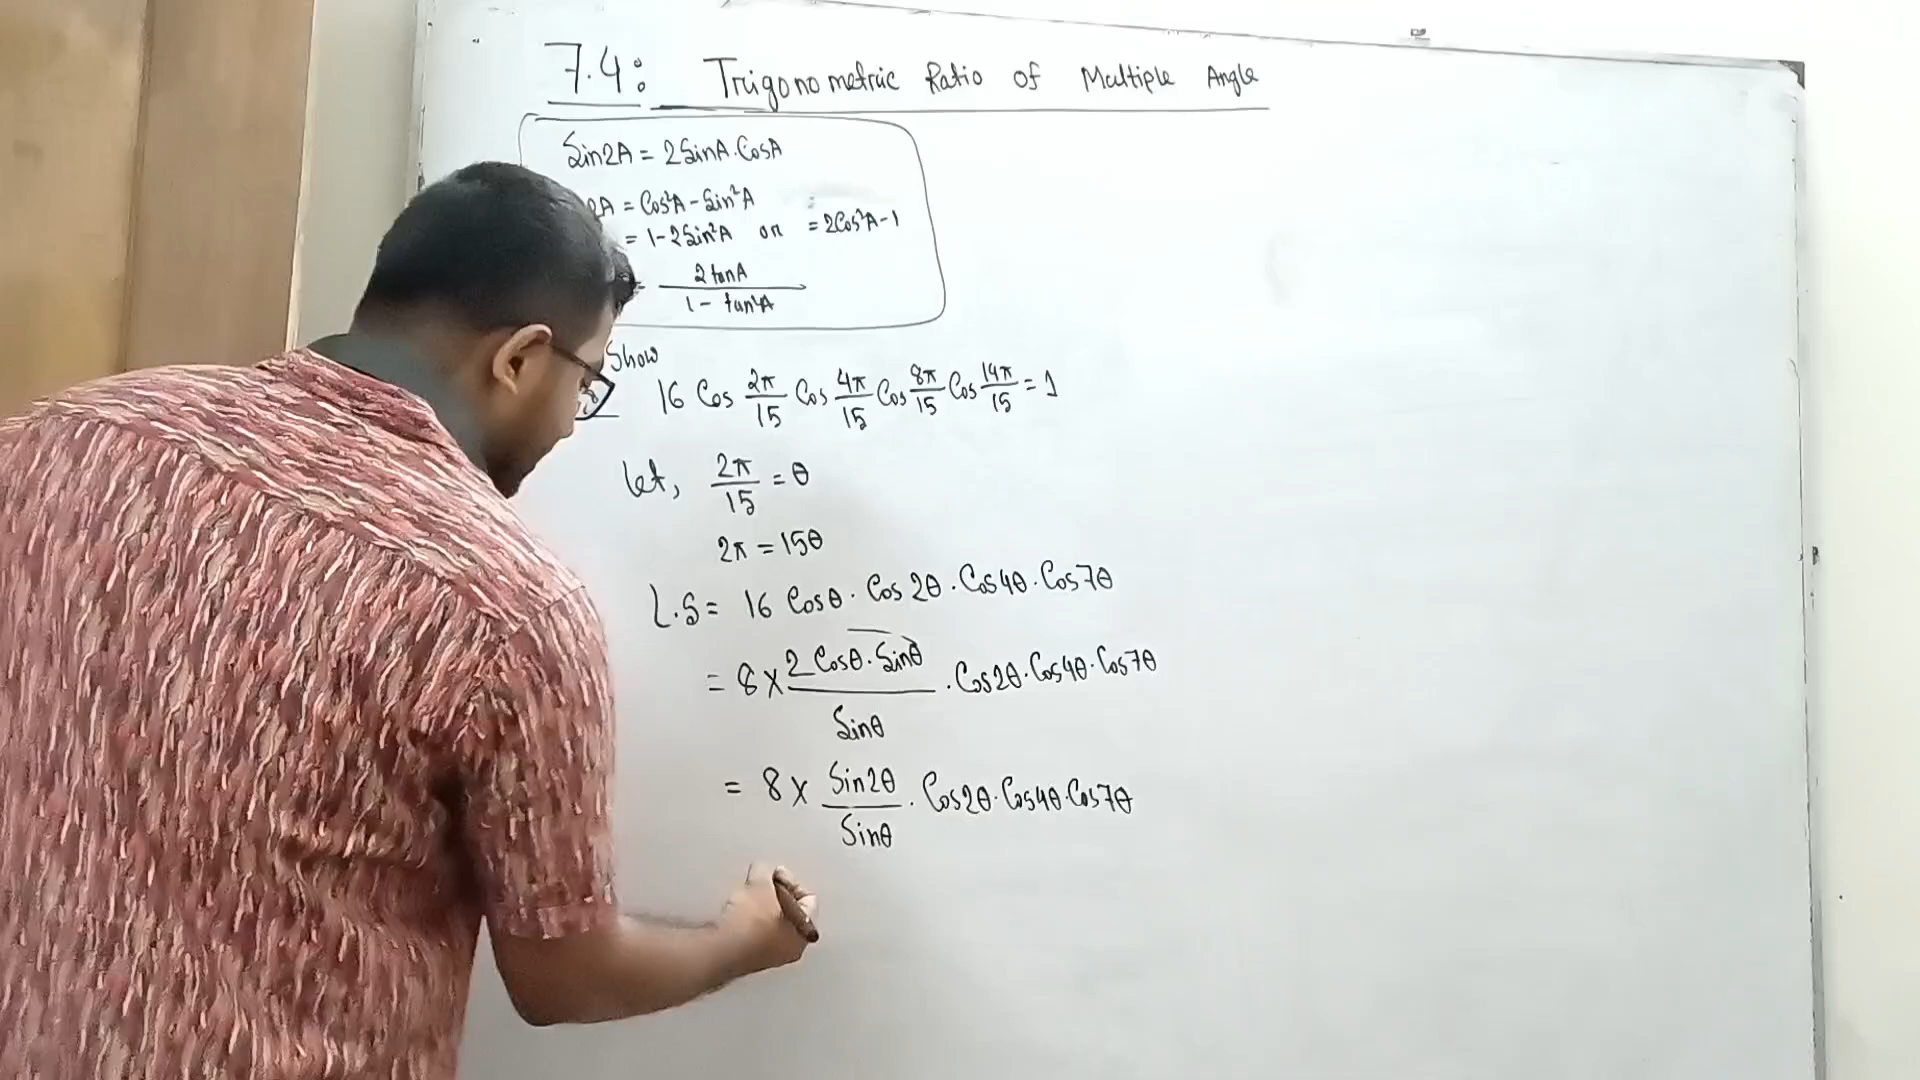 7.4: Trigonometric Ratio of Multiple Angle
Sin2A = 2SinA.CosA
2A = Cos²A - Sin²A
= 1-2Sin²A or = 2Cos²A-1
= 2tanA / 1 - tan²A
Show
16 Cos 2π/15 Cos 4π/15 Cos 8π/15 Cos 14π/15 = 1
Let, 2π/15 = θ
2π = 15θ
L.S = 16 Cosθ . Cos2θ . Cos4θ . Cos7θ
= 8 × 2 Cosθ . Sinθ / Sinθ . Cos2θ . Cos4θ . Cos7θ
= 8 × Sin2θ / Sinθ . Cos2θ . Cos4θ . Cos7θ